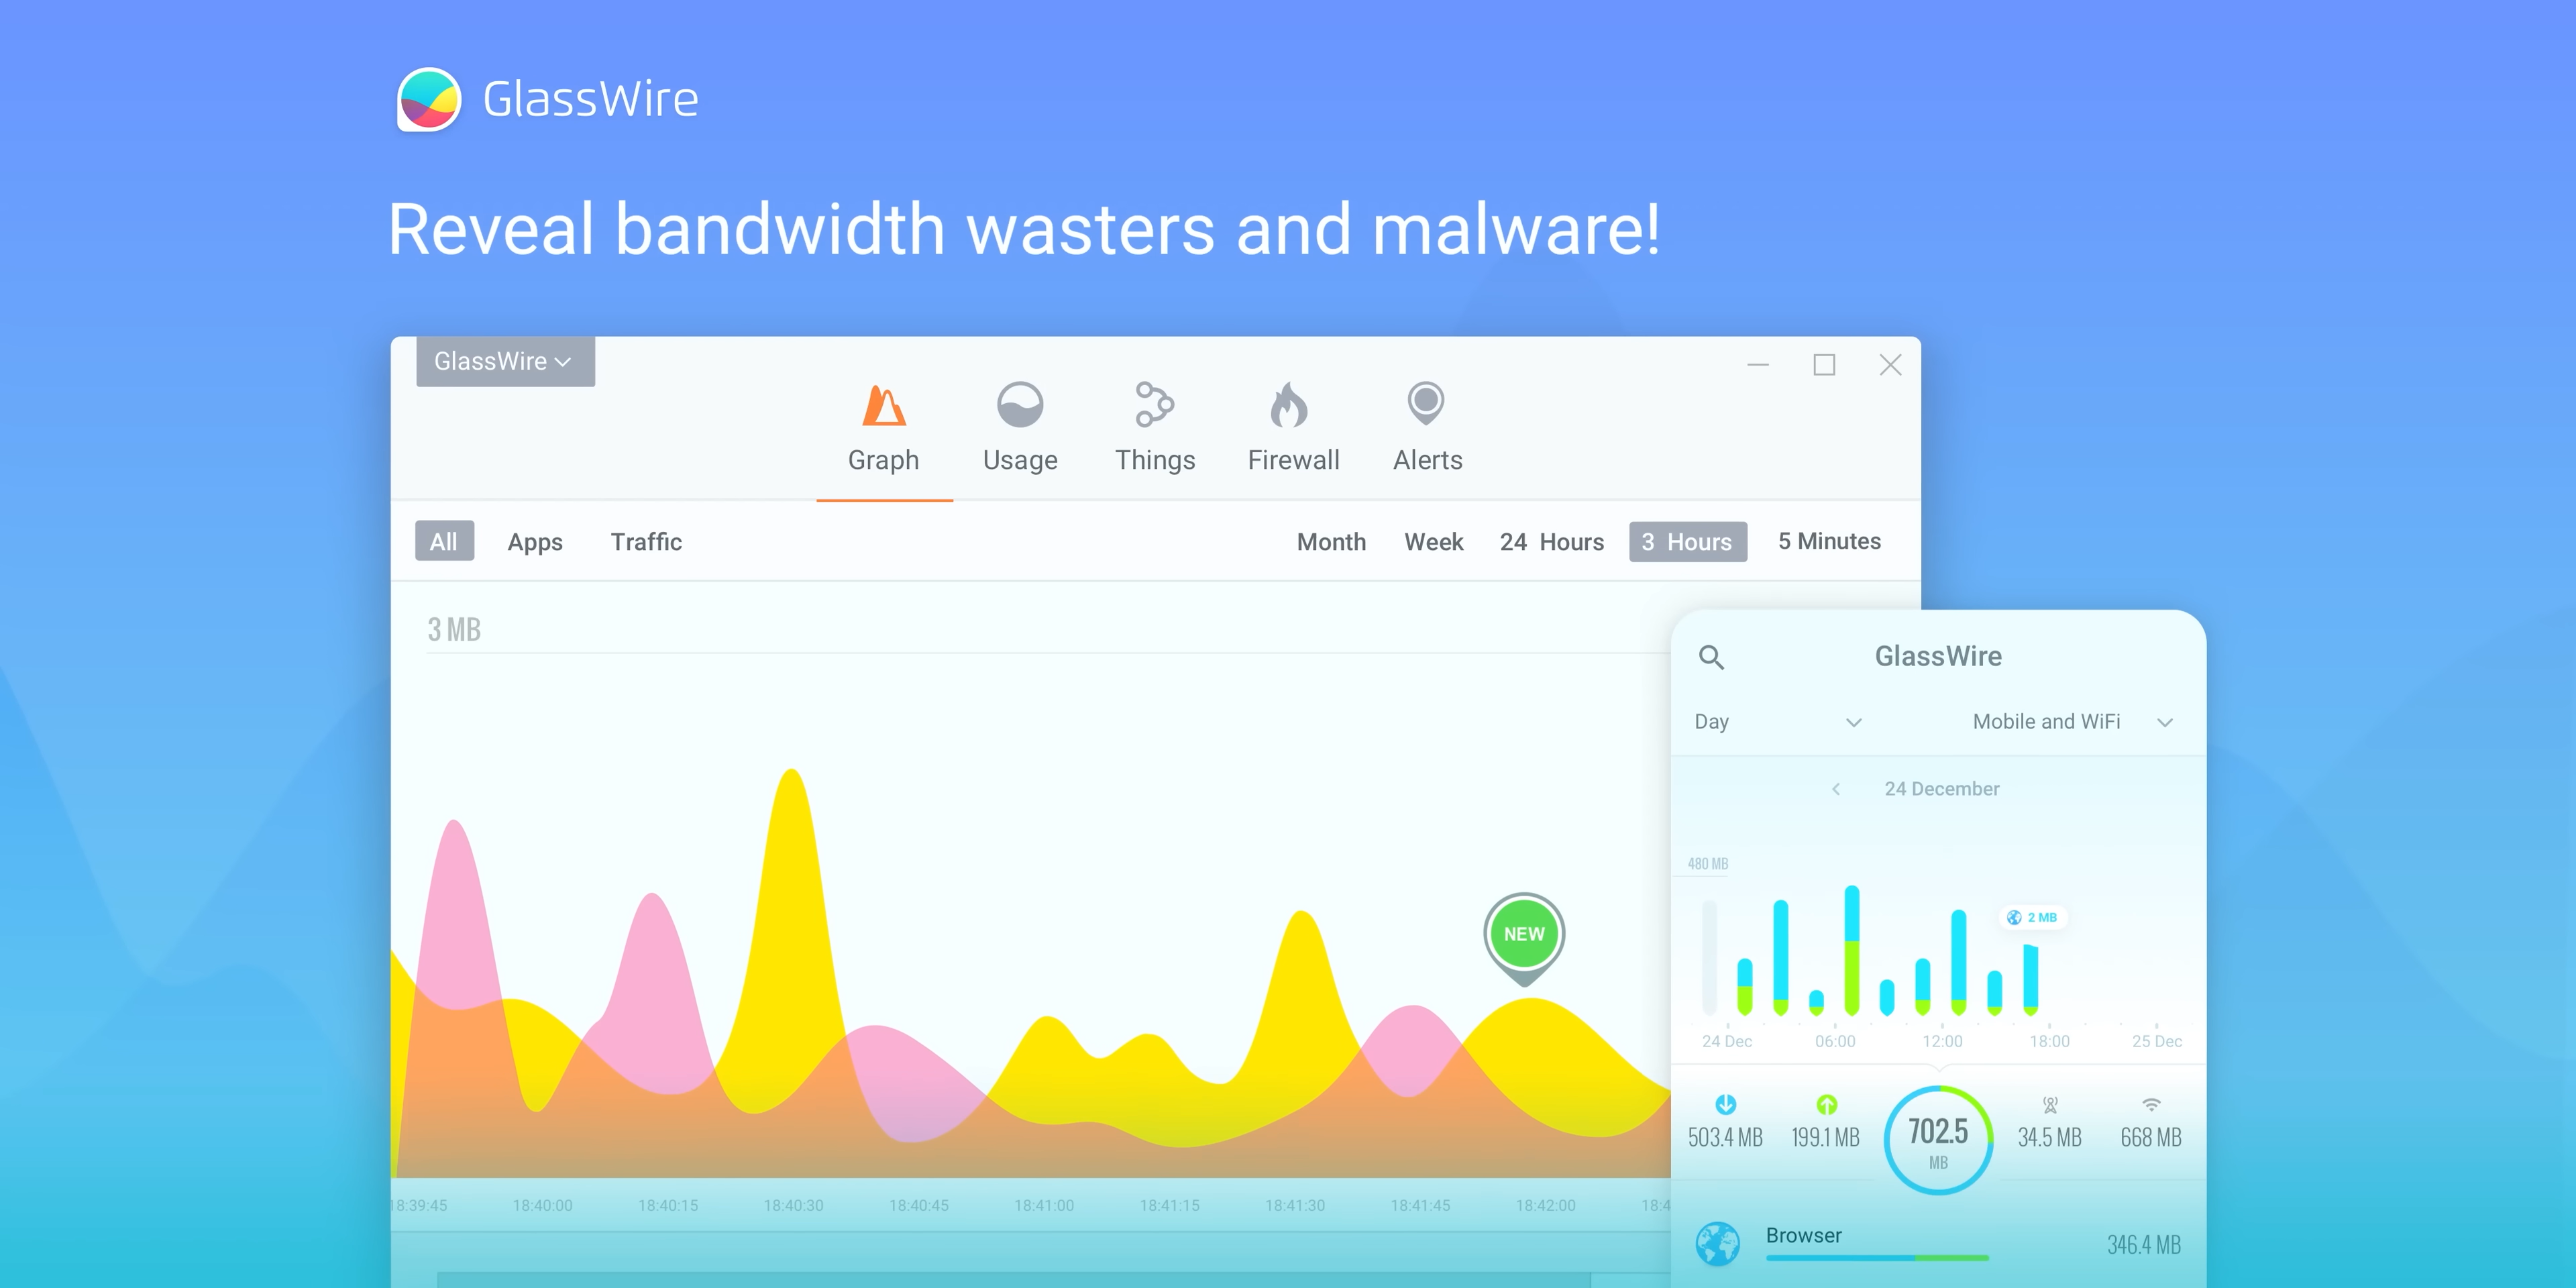 GlassWire
Reveal bandwidth wasters and malware!
GlassWire
Graph Usage Things Firewall Alerts
All Apps Traffic Month Week 24 Hours 3 Hours 5 Minutes
3 MB
NEW
18:39:45 18:40:00 18:40:15 18:40:30 18:40:45 18:41:00 18:41:15 18:41:30 18:41:45 18:42:00 18:4
GlassWire
Day Mobile and WiFi
24 December
480 MB
2 MB
24 Dec 06:00 12:00 18:00 25 Dec
503.4 MB 199.1 MB 702.5 MB 34.5 MB 668 MB
Browser 346.4 MB